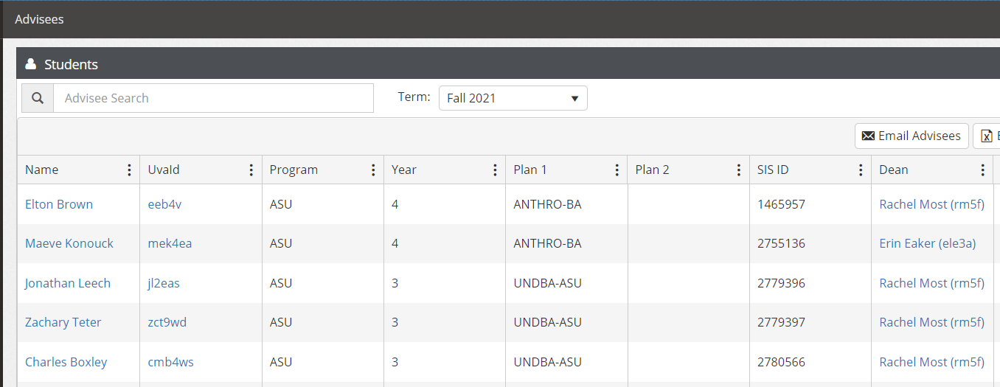 Advisees
Students
Advisee Search Term: Fall 2021
Email Advisees
Name UvaId Program Year Plan 1 Plan 2 SIS ID Dean
Elton Brown eeb4v ASU 4 ANTHRO-BA 1465957 Rachel Most (rm5f)
Maeve Konouck mek4ea ASU 4 ANTHRO-BA 2755136 Erin Eaker (ele3a)
Jonathan Leech jl2eas ASU 3 UNDBA-ASU 2779396 Rachel Most (rm5f)
Zachary Teter zct9wd ASU 3 UNDBA-ASU 2779397 Rachel Most (rm5f)
Charles Boxley cmb4ws ASU 3 UNDBA-ASU 2780566 Rachel Most (rm5f)